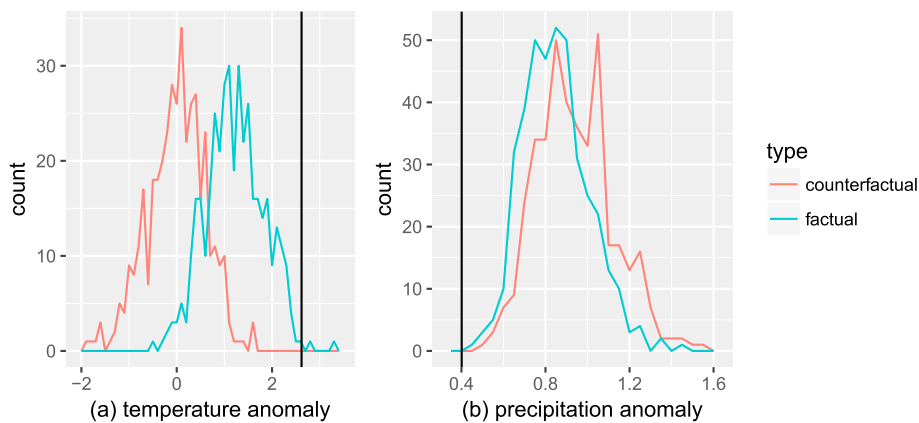 count
30
20
10
0
−2
0
2
(a) temperature anomaly
count
50
40
30
20
10
0
0.4
0.8
1.2
1.6
(b) precipitation anomaly
type
counterfactual
factual